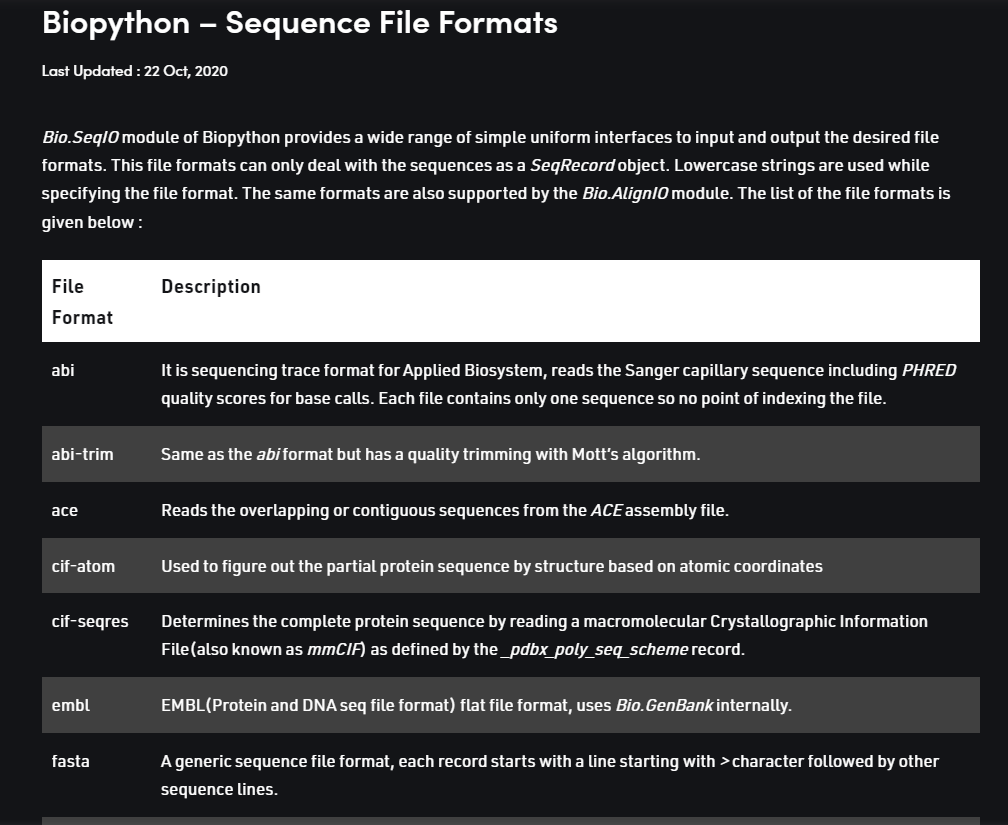 Biopython – Sequence File Formats
Last Updated : 22 Oct, 2020
Bio.SeqIO module of Biopython provides a wide range of simple uniform interfaces to input and output the desired file
formats. This file formats can only deal with the sequences as a SeqRecord object. Lowercase strings are used while
specifying the file format. The same formats are also supported by the Bio.AlignIO module. The list of the file formats is
given below :
File Description
Format
abi It is sequencing trace format for Applied Biosystem, reads the Sanger capillary sequence including PHRED
quality scores for base calls. Each file contains only one sequence so no point of indexing the file.
abi-trim Same as the abi format but has a quality trimming with Mott's algorithm.
ace Reads the overlapping or contiguous sequences from the ACE assembly file.
cif-atom Used to figure out the partial protein sequence by structure based on atomic coordinates
cif-seqres Determines the complete protein sequence by reading a macromolecular Crystallographic Information
File(also known as mmCIF) as defined by the _pdbx_poly_seq_scheme record.
embl EMBL(Protein and DNA seq file format) flat file format, uses Bio.GenBank internally.
fasta A generic sequence file format, each record starts with a line starting with > character followed by other
sequence lines.